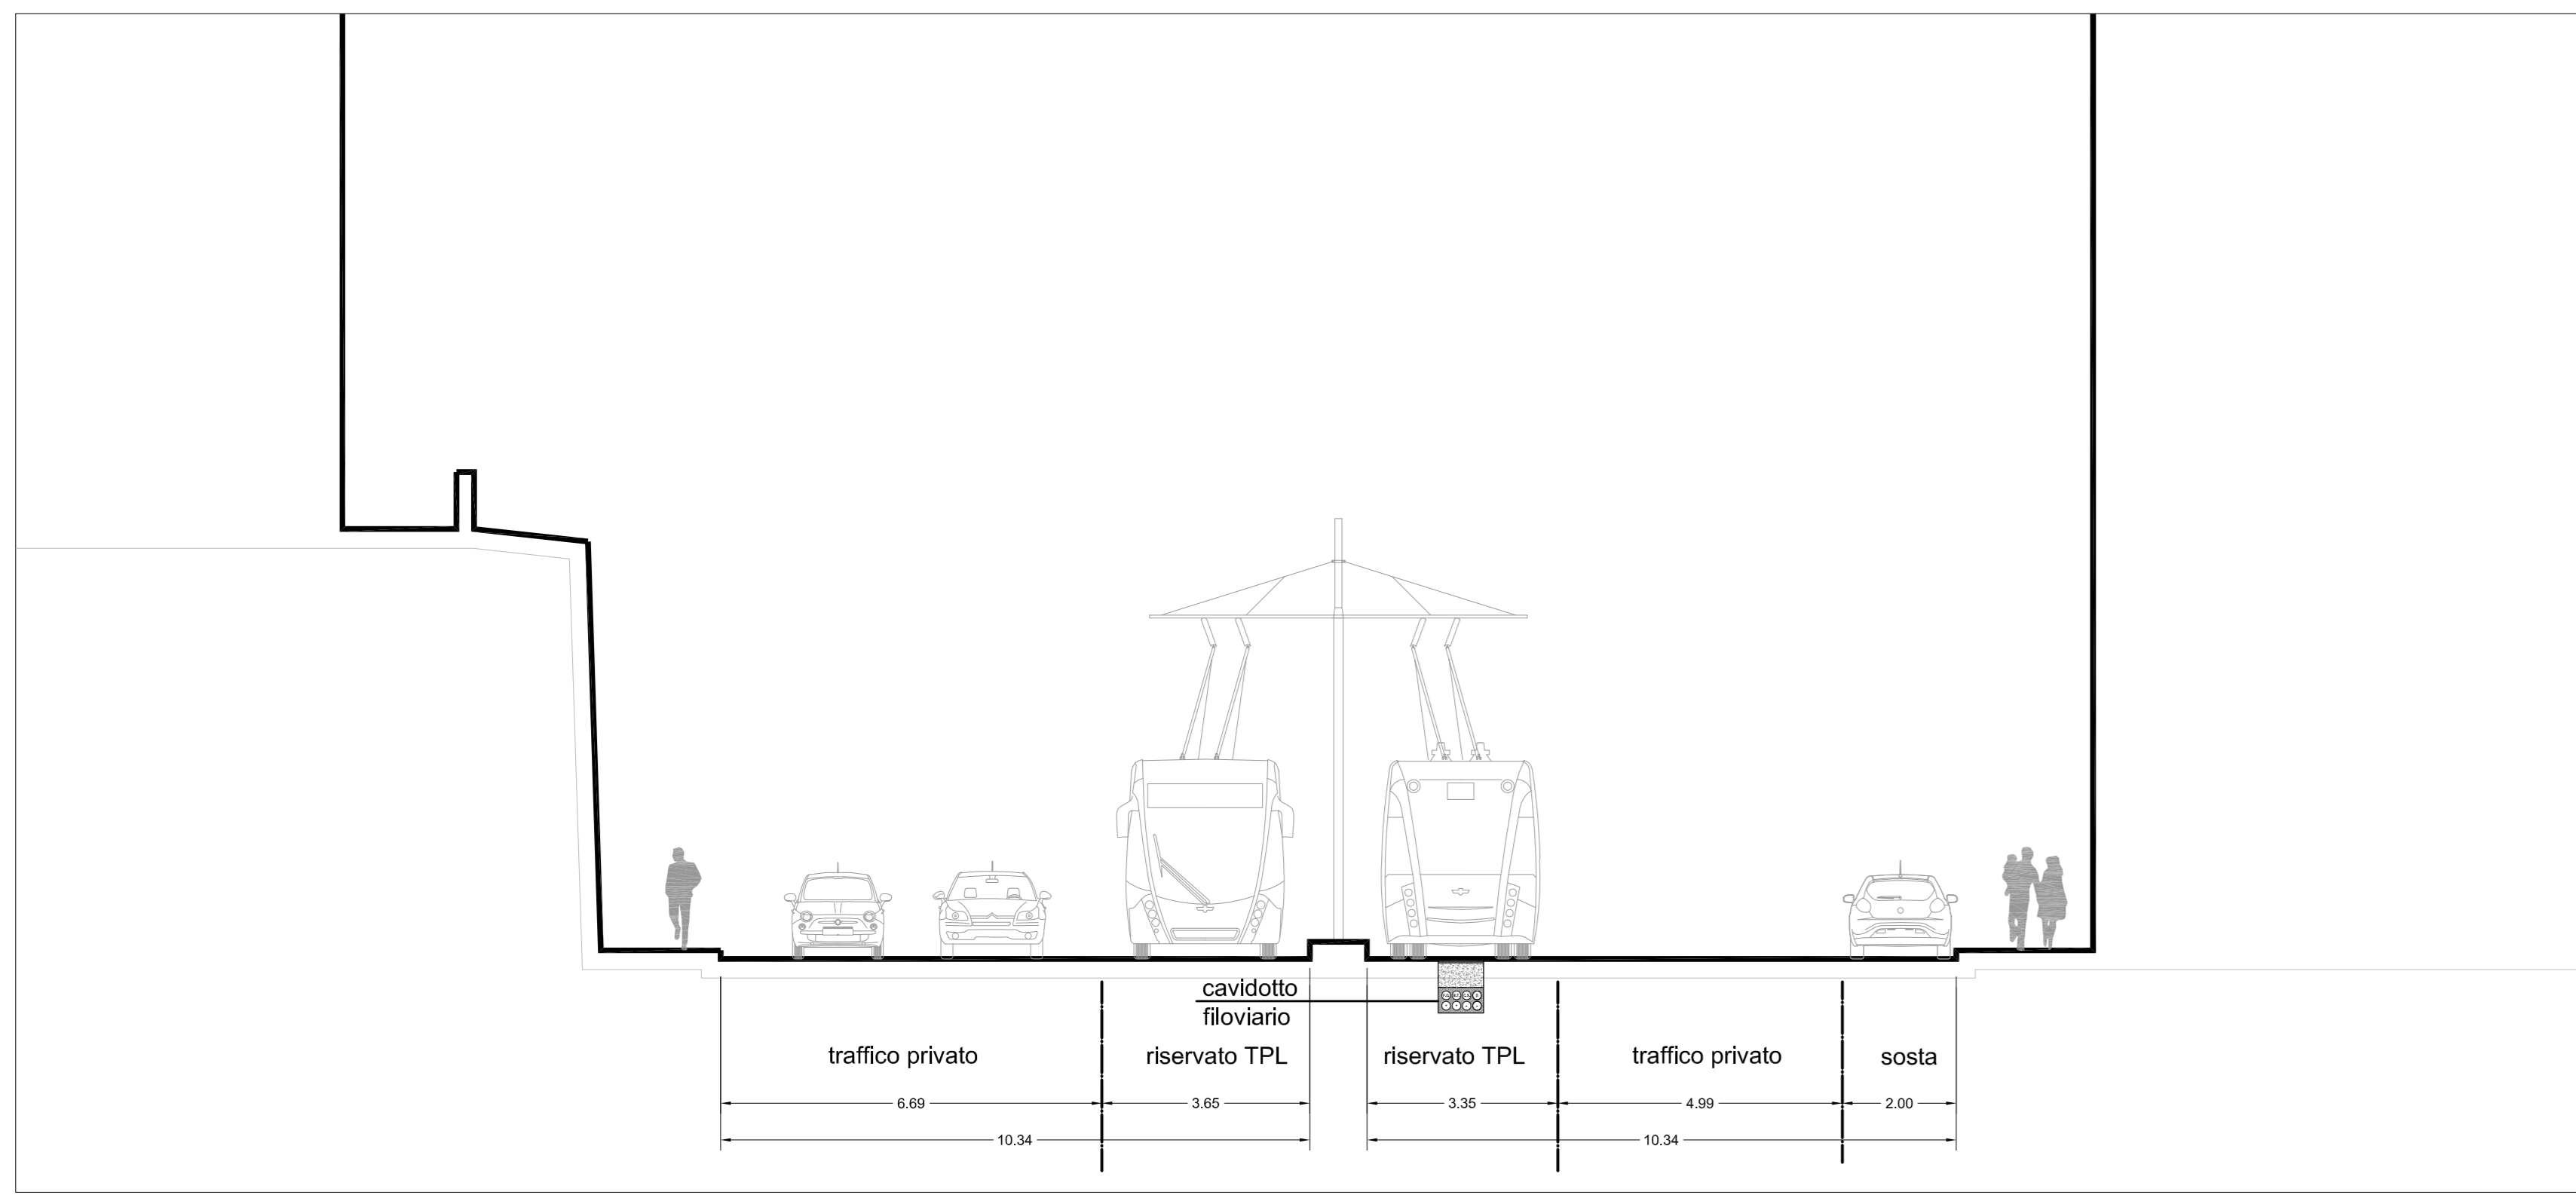 cavidotto
filoviario
traffico privato
riservato TPL
riservato TPL
traffico privato
sosta
6.69
3.65
3.35
4.99
2.00
10.34
10.34